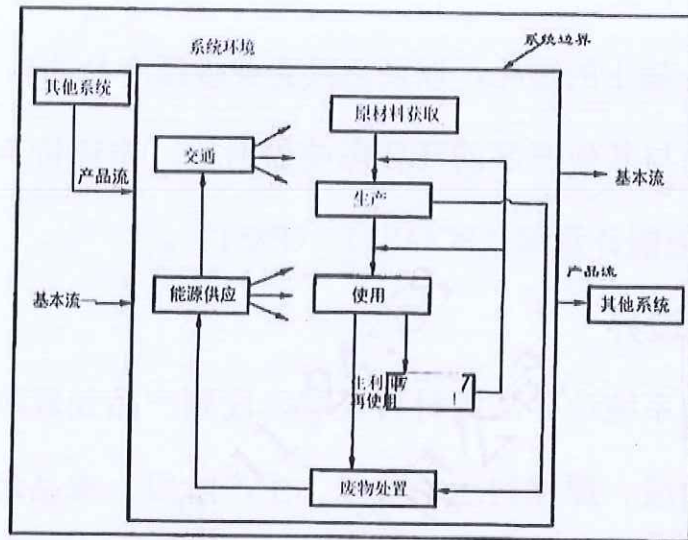 系统环境
系统边界
其他系统
原材料获取
交通
产品流
生产
基本流
基本流
能源供应
使用
产品流
其他系统
再使用
废物处置